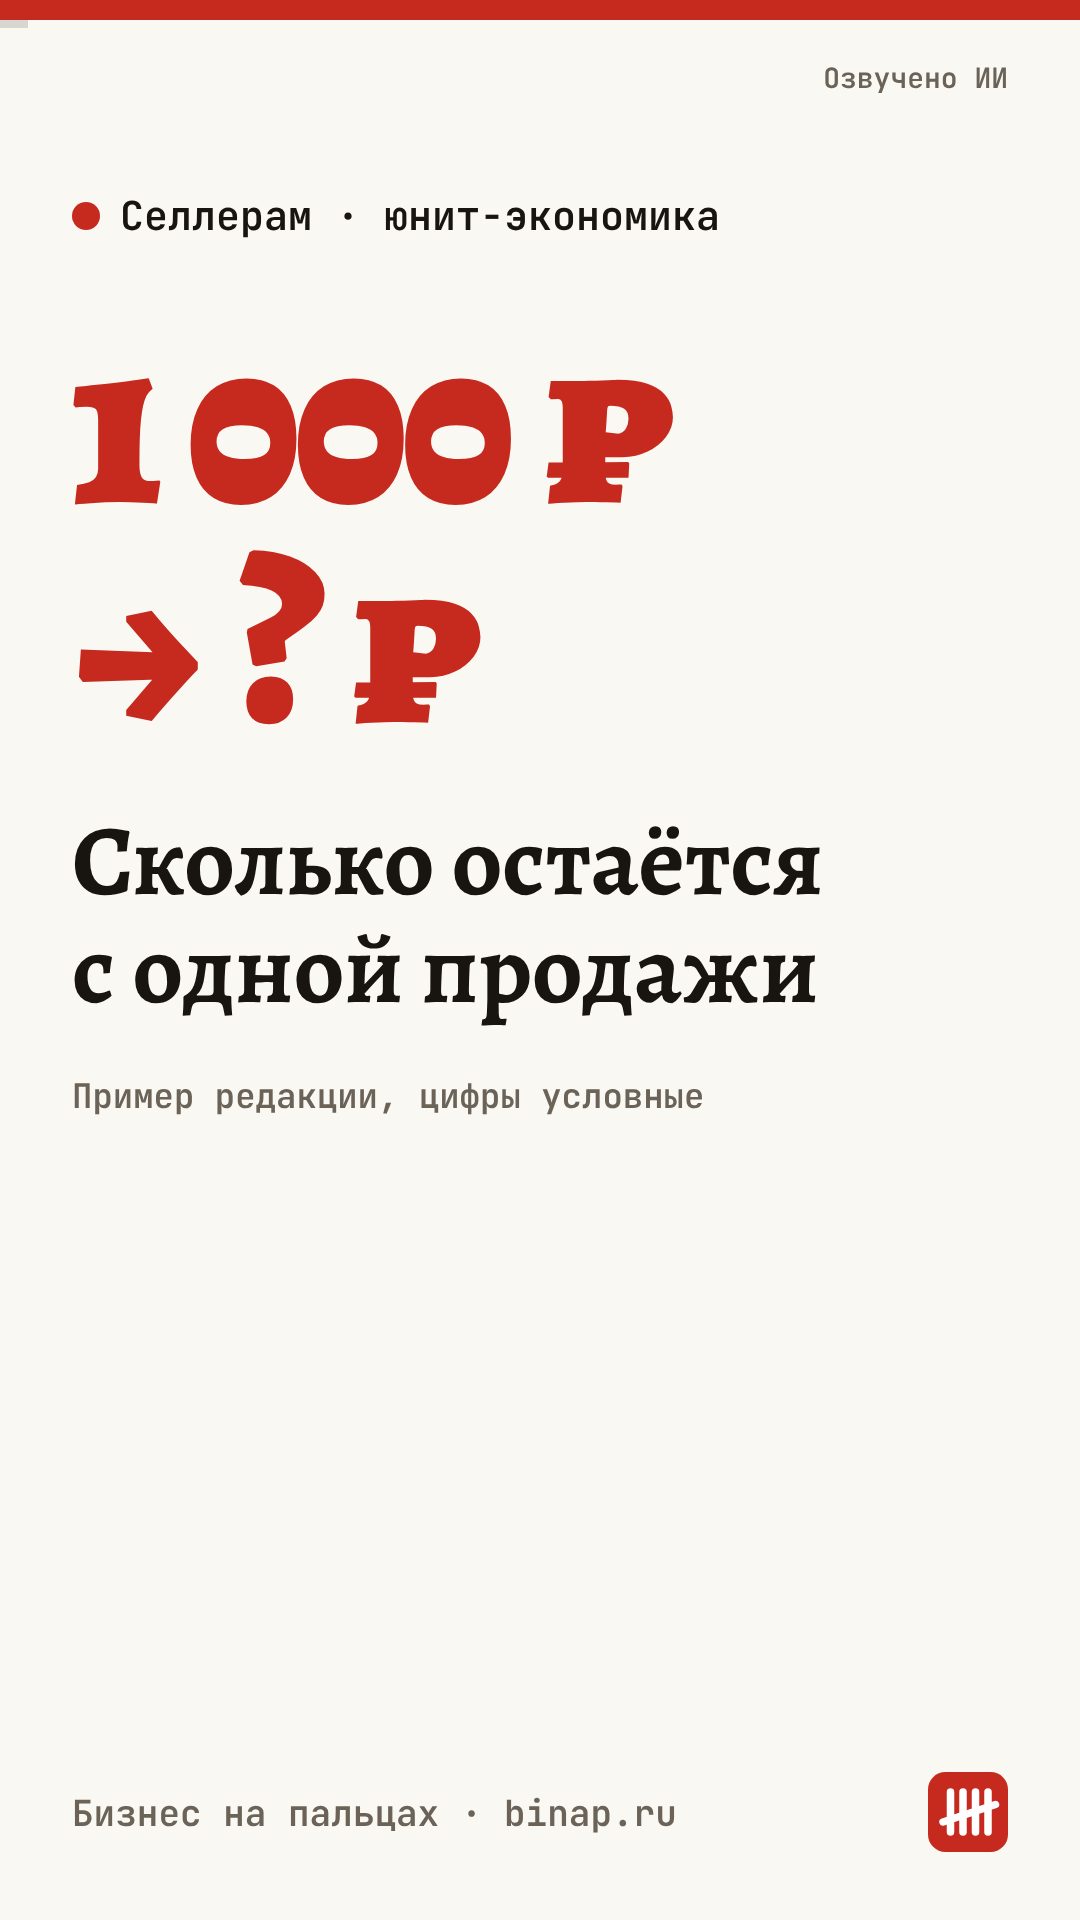 Озвучено ИИ
Селлерам · юнит-экономика
1 000 ₽
→ ? ₽
Сколько остаётся
с одной продажи
Пример редакции, цифры условные
Бизнес на пальцах · binap.ru